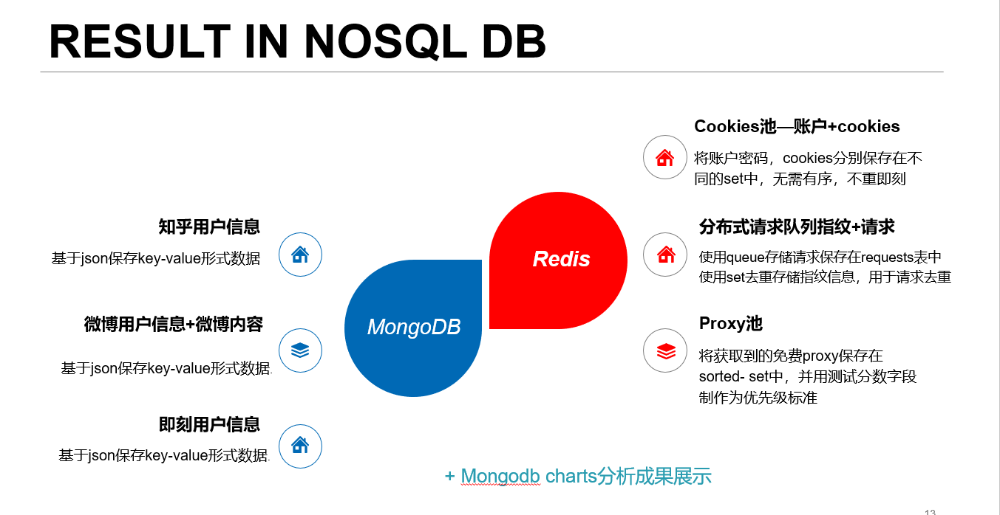 RESULT IN NOSQL DB
知乎用户信息
基于json保存key-value形式数据
微博用户信息+微博内容
基于json保存key-value形式数据.
即刻用户信息
基于json保存key-value形式数据.
MongoDB
Redis
Cookies池—账户+cookies
将账户密码，cookies分别保存在不
同的set中，无需有序，不重即刻
分布式请求队列指纹+请求
使用queue存储请求保存在requests表中
使用set去重存储指纹信息，用于请求去重
Proxy池
将获取到的免费proxy保存在
sorted- set中，并用测试分数字段
制作为优先级标准
+ Mongodb charts分析成果展示
13